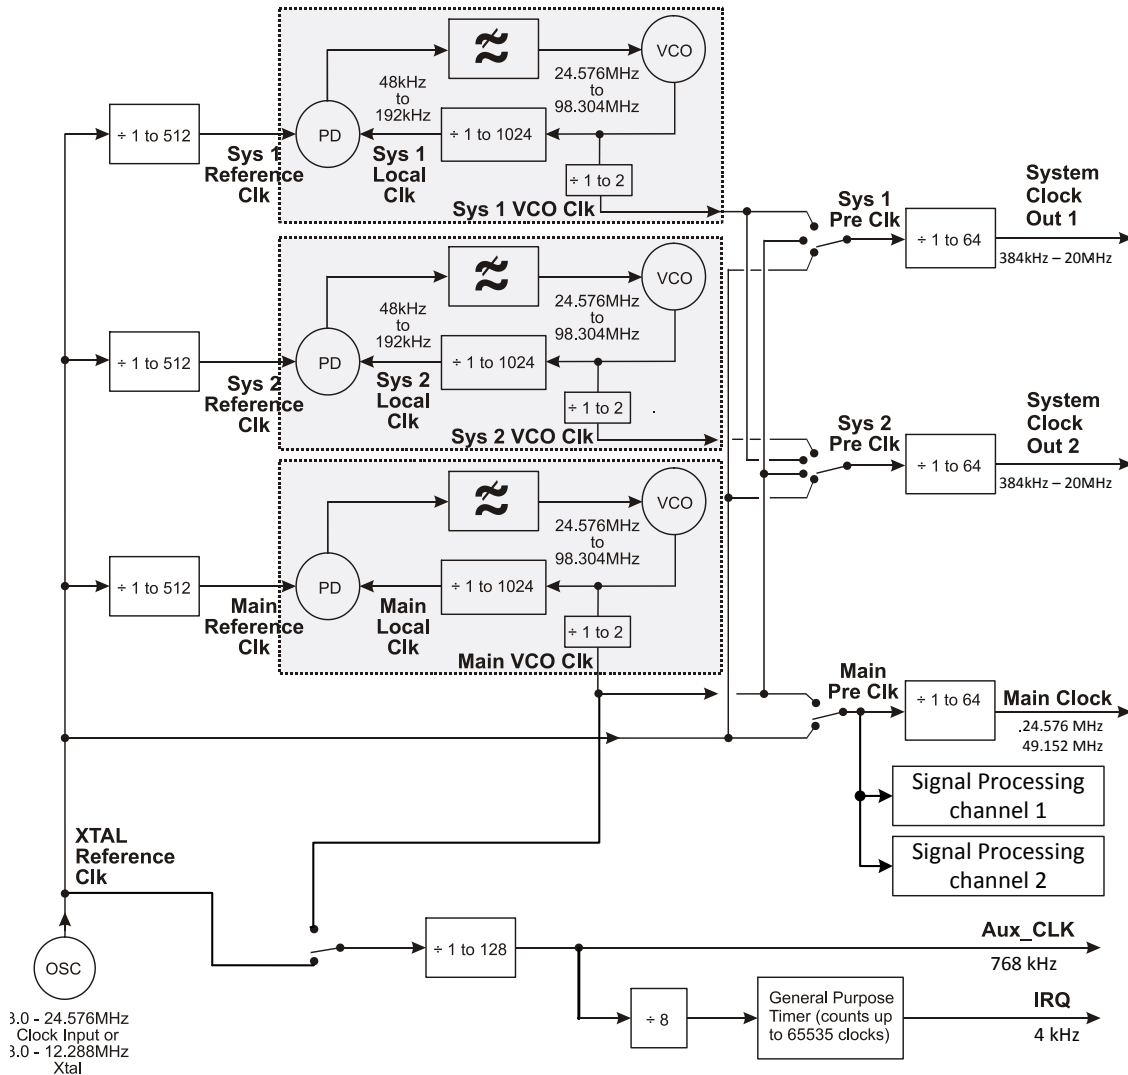 VCO
48kHz
to
192kHz
24.576MHz
to
98.304MHz
÷ 1 to 512
PD
÷ 1 to 1024
Sys 1
Reference
Clk
Sys 1
Local
Clk
÷ 1 to 2
Sys 1 VCO Clk
Sys 1
Pre Clk
÷ 1 to 64
System
Clock
Out 1
384kHz – 20MHz
VCO
48kHz
to
192kHz
24.576MHz
to
98.304MHz
÷ 1 to 512
PD
÷ 1 to 1024
Sys 2
Reference
Clk
Sys 2
Local
Clk
÷ 1 to 2
.
Sys 2 VCO Clk
Sys 2
Pre Clk
÷ 1 to 64
System
Clock
Out 2
384kHz – 20MHz
VCO
24.576MHz
to
98.304MHz
÷ 1 to 512
PD
÷ 1 to 1024
Main
Reference
Clk
Main
Local
Clk
÷ 1 to 2
Main VCO Clk
Main
Pre Clk
÷ 1 to 64
Main Clock
.24.576 MHz
49.152 MHz
Signal Processing
channel 1
Signal Processing
channel 2
XTAL
Reference
Clk
OSC
3.0 - 24.576MHz
Clock Input or
3.0 - 12.288MHz
Xtal
÷ 1 to 128
Aux_CLK
768 kHz
÷ 8
General Purpose
Timer (counts up
to 65535 clocks)
IRQ
4 kHz